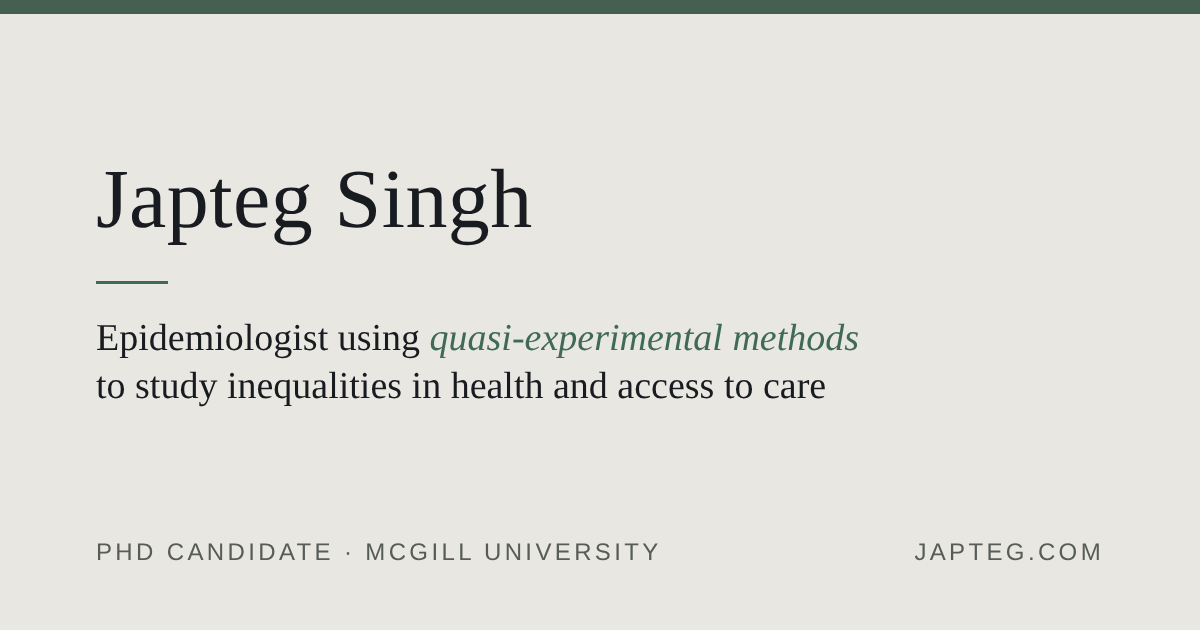 Japteg Singh
Epidemiologist using quasi-experimental methods
to study inequalities in health and access to care
PHD CANDIDATE · MCGILL UNIVERSITY
JAPTEG.COM